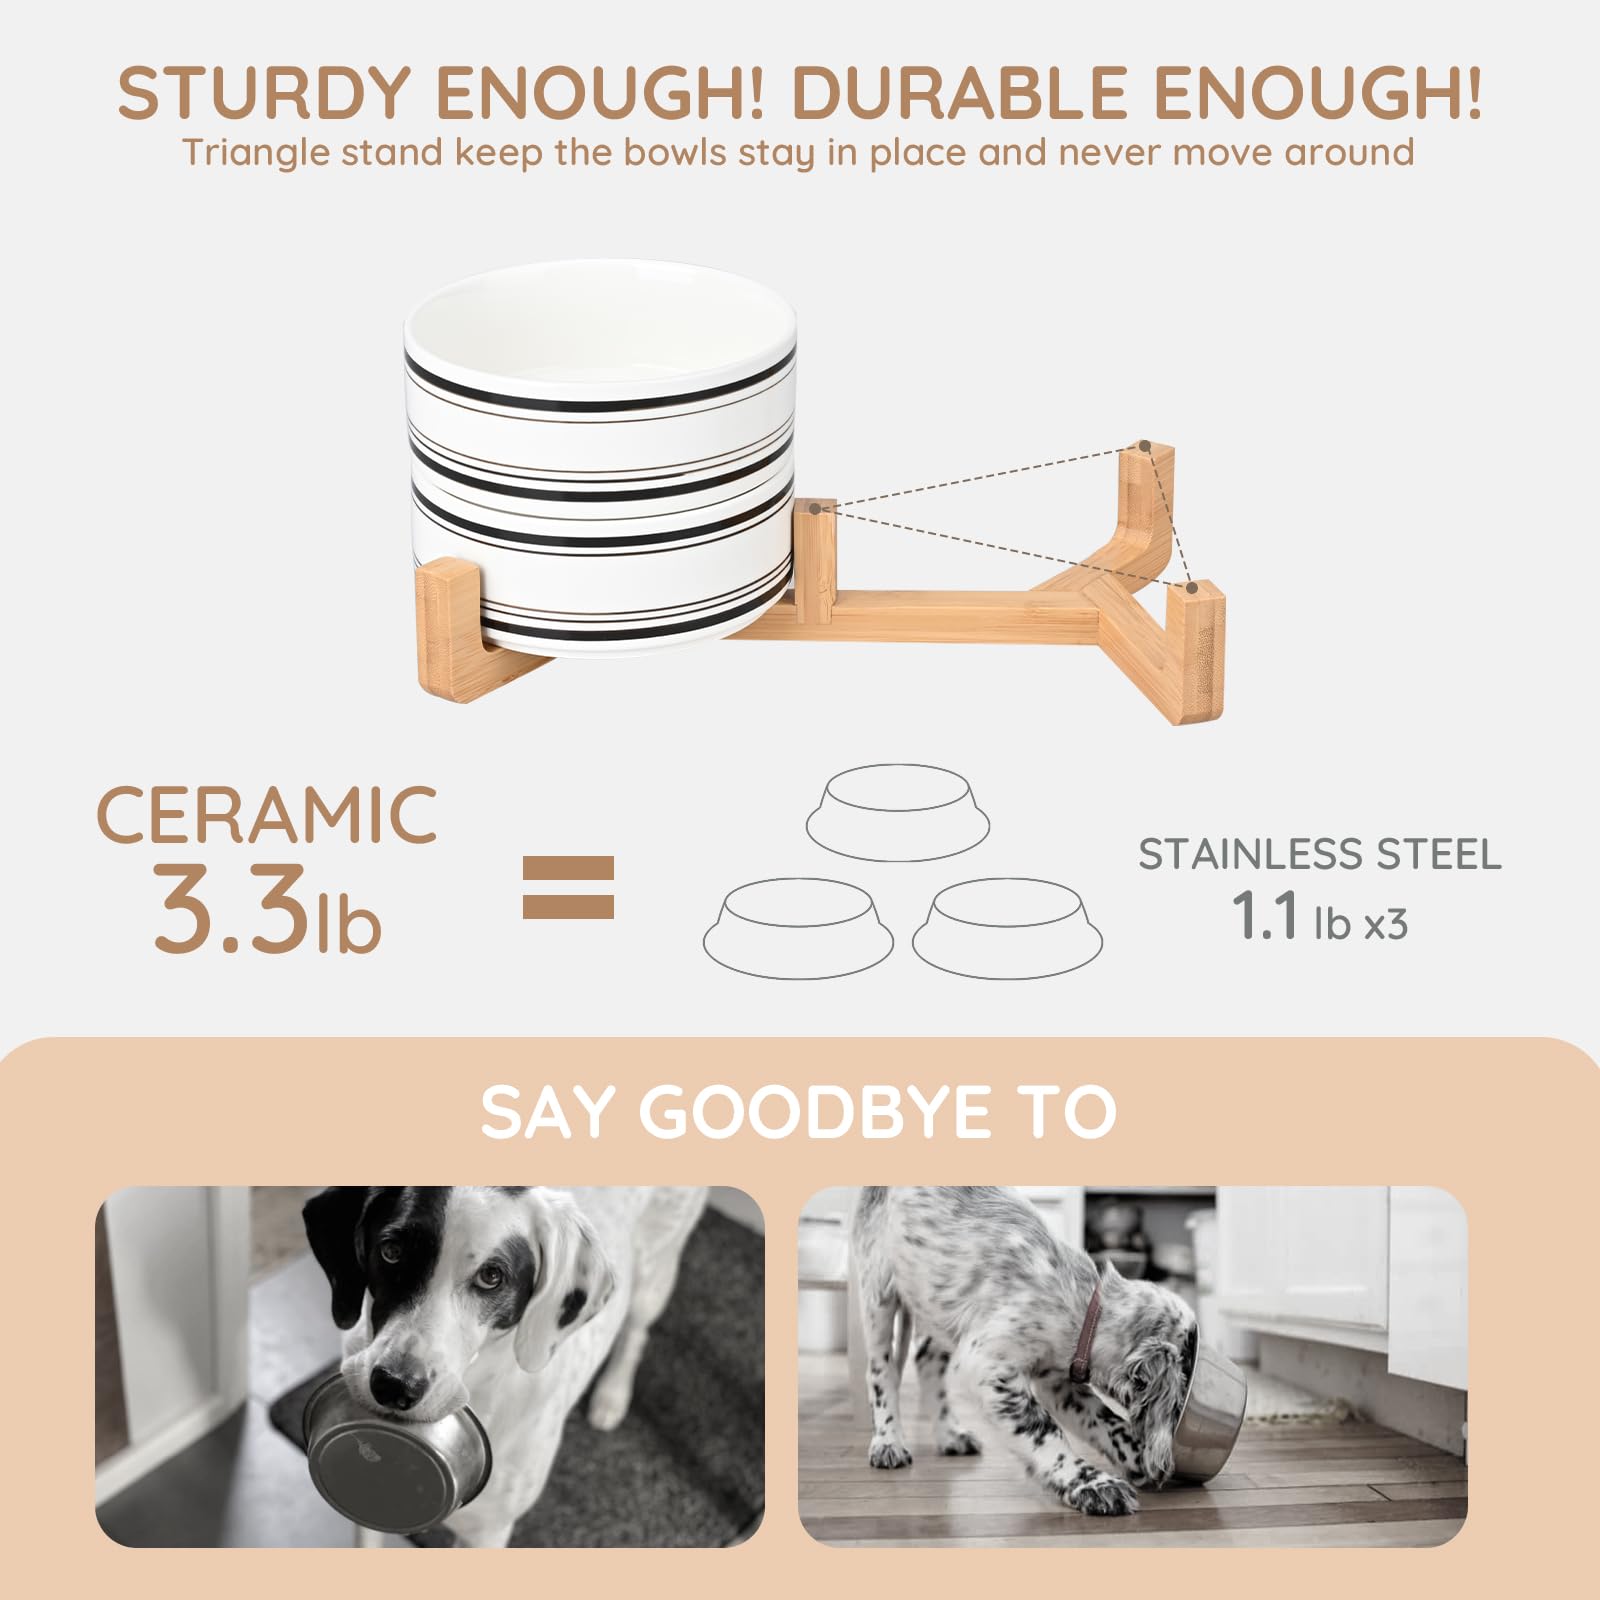 STURDY ENOUGH! DURABLE ENOUGH!
Triangle stand keep the bowls stay in place and never move around
CERAMIC
3.3lb
STAINLESS STEEL
1.1 lb x3
SAY GOODBYE TO